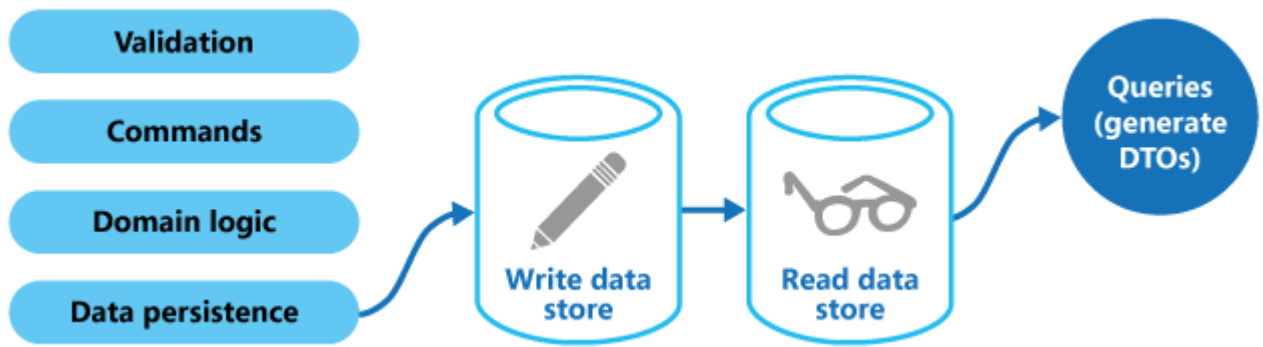 Validation
Commands
Domain logic
Data persistence
Write data
store
Read data
store
Queries
(generate
DTOs)